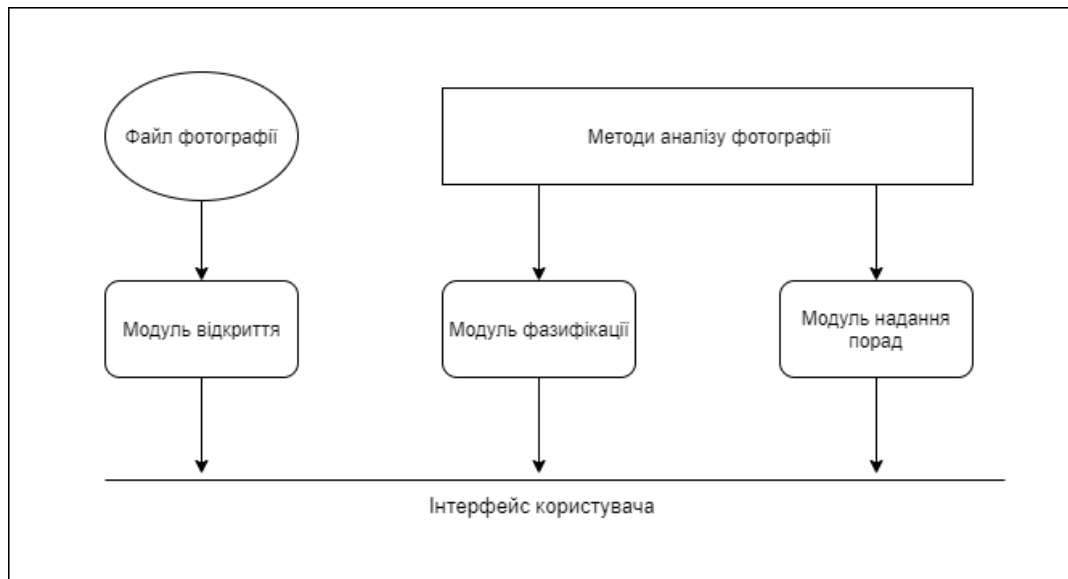 Файл фотографії
Методи аналізу фотографії
Модуль відкриття
Модуль фазифікації
Модуль надання
порад
Інтерфейс користувача